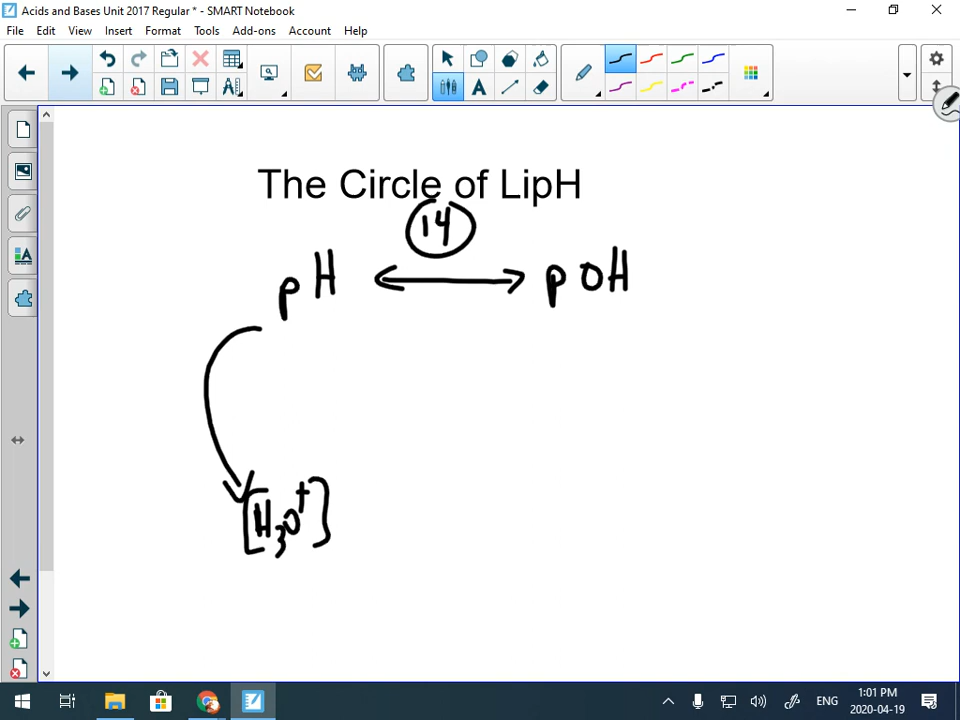 Acids and Bases Unit 2017 Regular * - SMART Notebook
File Edit View Insert Format Tools Add-ons Account Help
The Circle of LipH
14
pH ↔ pOH
[H₃O⁺]
ENG
1:01 PM
2020-04-19